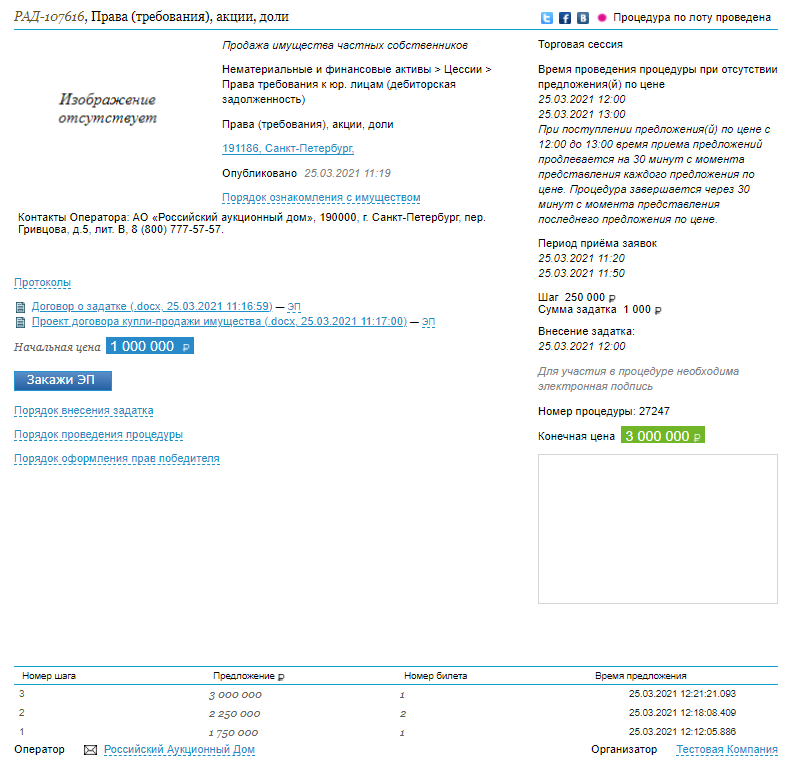 РАД-107616, Права (требования), акции, доли
Процедура по лоту проведена
Изображение
отсутствует
Продажа имущества частных собственников
Нематериальные и финансовые активы > Цессии >
Права требования к юр. лицам (дебиторская
задолженность)
Права (требования), акции, доли
191186, Санкт-Петербург,
Опубликовано 25.03.2021 11:19
Порядок ознакомления с имуществом
Контакты Оператора: АО «Российский аукционный дом», 190000, г. Санкт-Петербург, пер.
Гривцова, д.5, лит. В, 8 (800) 777-57-57.
Протоколы
Договор о задатке (.docx, 25.03.2021 11:16:59) — ЭП
Проект договора купли-продажи имущества (.docx, 25.03.2021 11:17:00) — ЭП
Начальная цена 1 000 000 ₽
Закажи ЭП
Порядок внесения задатка
Порядок проведения процедуры
Порядок оформления прав победителя
Торговая сессия
Время проведения процедуры при отсутствии
предложения(й) по цене
25.03.2021 12:00
25.03.2021 13:00
При поступлении предложения(й) по цене с
12:00 до 13:00 время приема предложений
продлевается на 30 минут с момента
представления каждого предложения по
цене. Процедура завершается через 30
минут с момента представления
последнего предложения по цене.
Период приёма заявок
25.03.2021 11:20
25.03.2021 11:50
Шаг 250 000 ₽
Сумма задатка 1 000 ₽
Внесение задатка:
25.03.2021 12:00
Для участия в процедуре необходима
электронная подпись
Номер процедуры: 27247
Конечная цена 3 000 000 ₽
Номер шага Предложение ₽ Номер билета Время предложения
3 3 000 000 1 25.03.2021 12:21:21.093
2 2 250 000 2 25.03.2021 12:18:08.409
1 1 750 000 1 25.03.2021 12:12:05.886
Оператор Российский Аукционный Дом Организатор Тестовая Компания